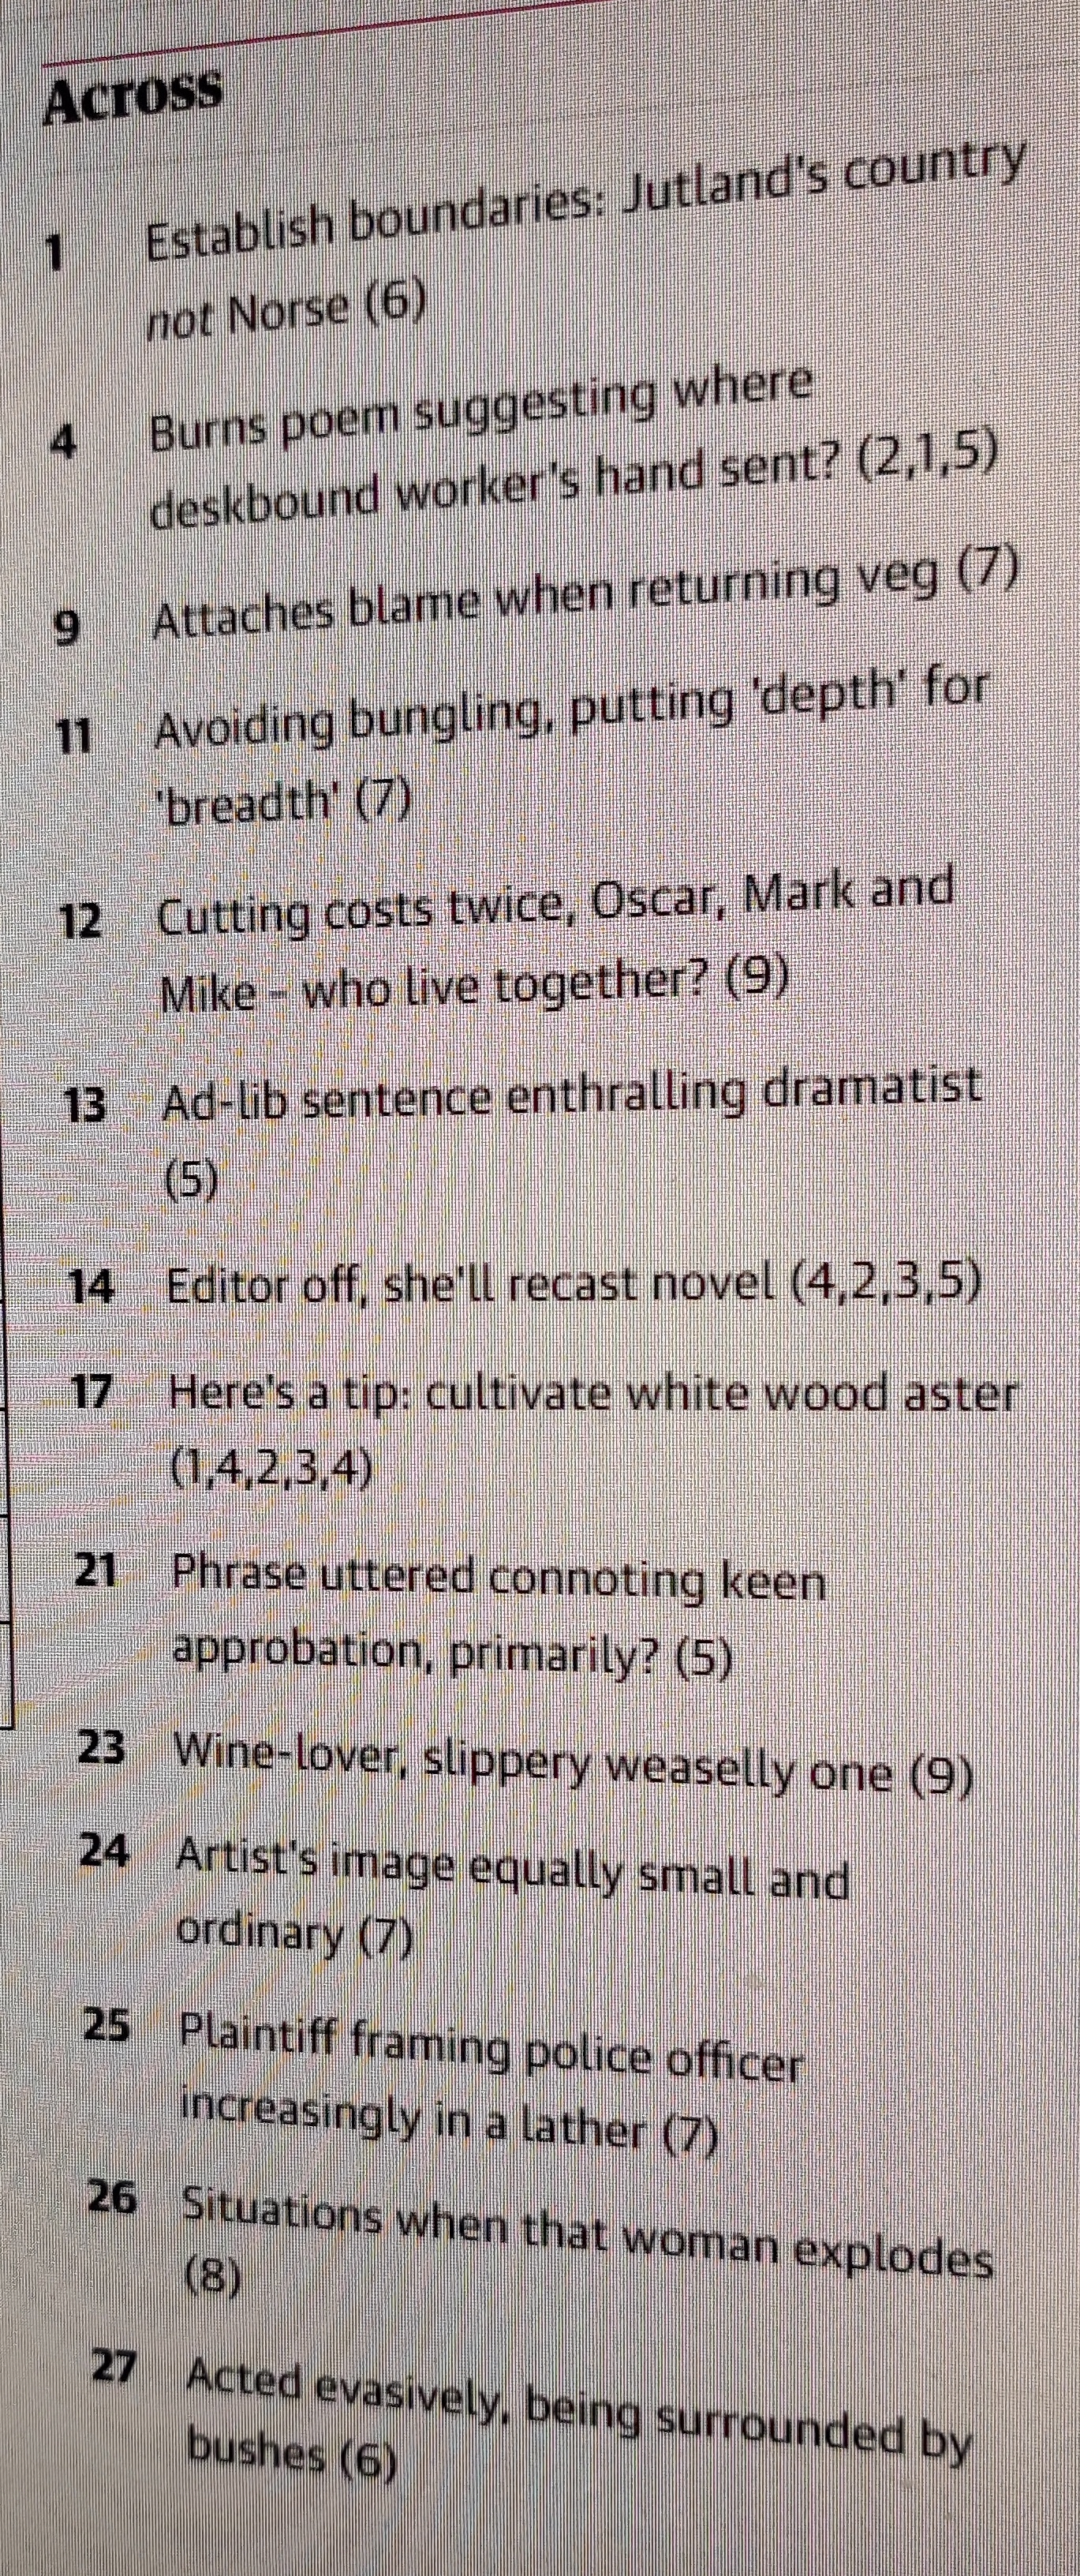 Across
1 Establish boundaries: Jutland's country
not Norse (6)
4 Burns poem suggesting where
deskbound worker's hand sent? (2,1,5)
9 Attaches blame when returning veg (7)
11 Avoiding bungling, putting 'depth' for
'breadth' (7)
12 Cutting costs twice, Oscar, Mark and
Mike - who live together? (9)
13 Ad-lib sentence enthralling dramatist
(5)
14 Editor off, she'll recast novel (4,2,3,5)
17 Here's a tip: cultivate white wood aster
(1,4,2,3,4)
21 Phrase uttered connoting keen
approbation, primarily? (5)
23 Wine-lover, slippery weaselly one (9)
24 Artist's image equally small and
ordinary (7)
25 Plaintiff framing police officer
increasingly in a lather (7)
26 Situations when that woman explodes
(8)
27 Acted evasively, being surrounded by
bushes (6)